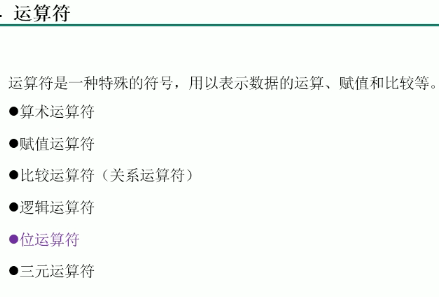 . 运算符
运算符是一种特殊的符号，用以表示数据的运算、赋值和比较等。
●算术运算符
●赋值运算符
●比较运算符（关系运算符）
●逻辑运算符
●位运算符
●三元运算符